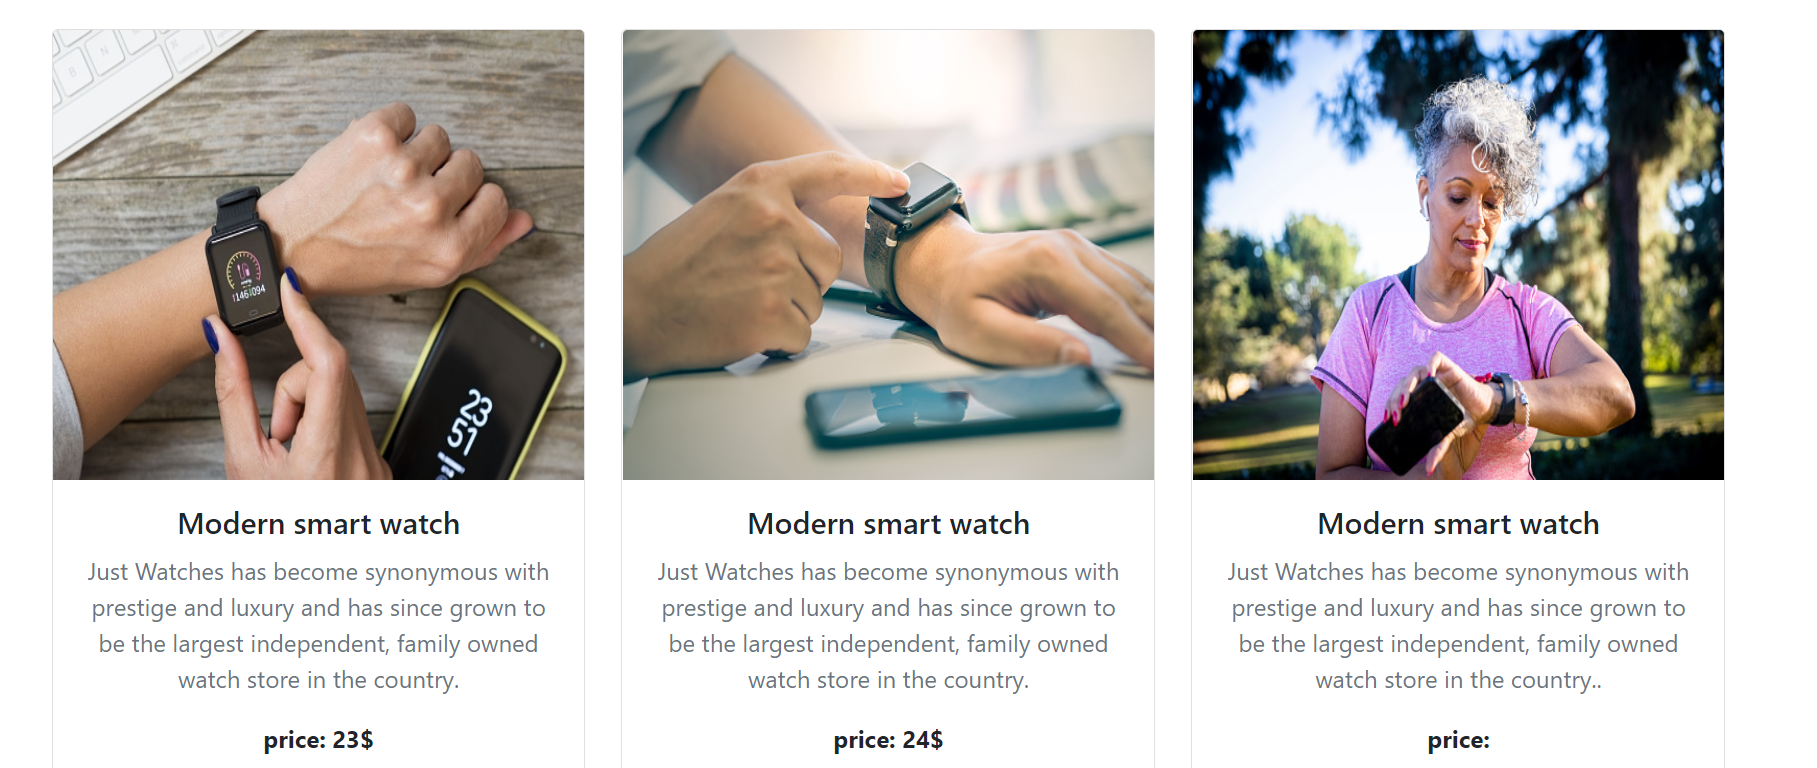 B
N
146 094
23
51
Modern smart watch
Just Watches has become synonymous with
prestige and luxury and has since grown to
be the largest independent, family owned
watch store in the country.
price: 23$
Modern smart watch
Just Watches has become synonymous with
prestige and luxury and has since grown to
be the largest independent, family owned
watch store in the country.
price: 24$
Modern smart watch
Just Watches has become synonymous with
prestige and luxury and has since grown to
be the largest independent, family owned
watch store in the country..
price: